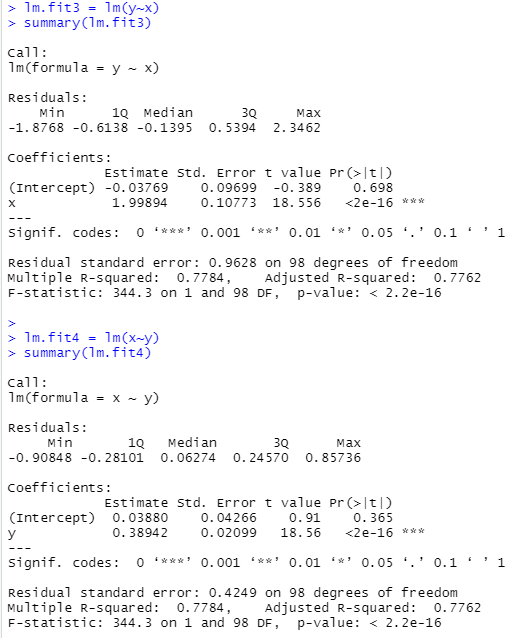 > lm.fit3 = lm(y~x)
> summary(lm.fit3)
Call:
lm(formula = y ~ x)
Residuals:
    Min      1Q  Median      3Q     Max
-1.8768 -0.6138 -0.1395  0.5394  2.3462
Coefficients:
            Estimate Std. Error t value Pr(>|t|)
(Intercept) -0.03769    0.09699  -0.389    0.698
x            1.99894    0.10773  18.556   <2e-16 ***
---
Signif. codes:  0 ‘***’ 0.001 ‘**’ 0.01 ‘*’ 0.05 ‘.’ 0.1 ‘ ’ 1
Residual standard error: 0.9628 on 98 degrees of freedom
Multiple R-squared:  0.7784,    Adjusted R-squared:  0.7762
F-statistic: 344.3 on 1 and 98 DF,  p-value: < 2.2e-16
>
> lm.fit4 = lm(x~y)
> summary(lm.fit4)
Call:
lm(formula = x ~ y)
Residuals:
     Min       1Q   Median       3Q      Max
-0.90848 -0.28101  0.06274  0.24570  0.85736
Coefficients:
            Estimate Std. Error t value Pr(>|t|)
(Intercept)  0.03880    0.04266    0.91    0.365
y            0.38942    0.02099   18.56   <2e-16 ***
---
Signif. codes:  0 ‘***’ 0.001 ‘**’ 0.01 ‘*’ 0.05 ‘.’ 0.1 ‘ ’ 1
Residual standard error: 0.4249 on 98 degrees of freedom
Multiple R-squared:  0.7784,    Adjusted R-squared:  0.7762
F-statistic: 344.3 on 1 and 98 DF,  p-value: < 2.2e-16